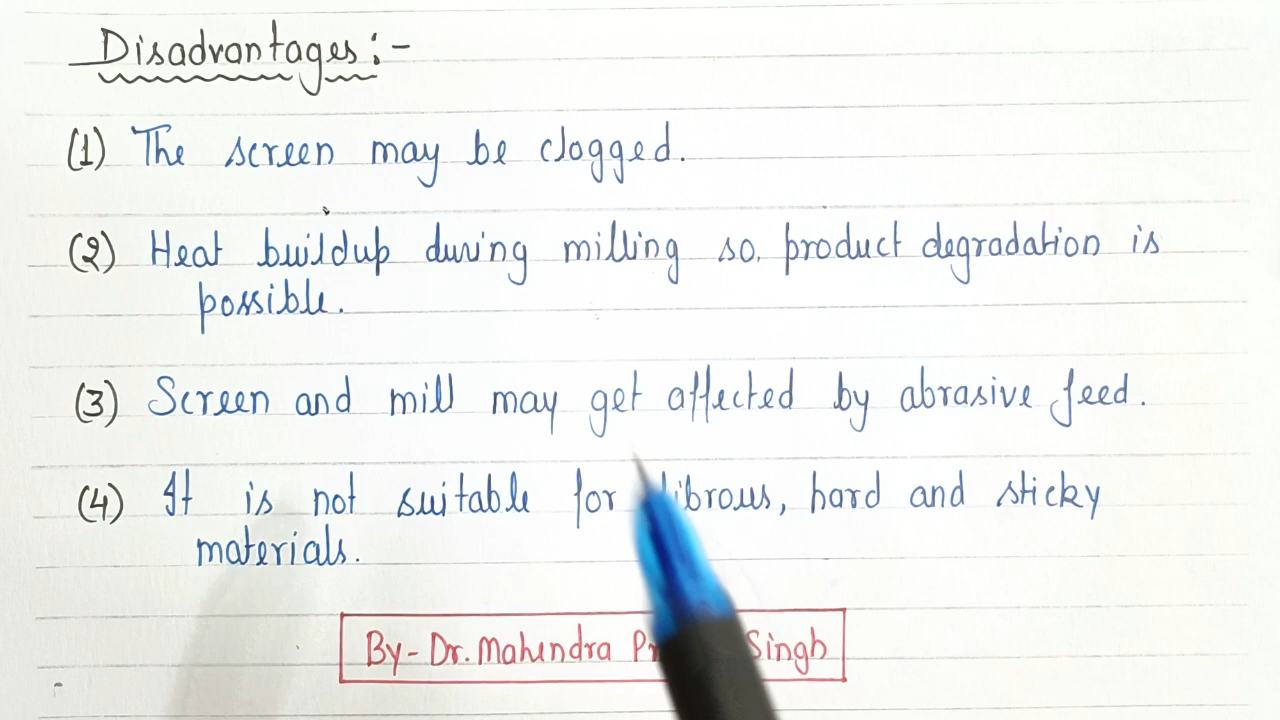 Disadvantages:-
(1) The screen may be clogged.
(2) Heat buildup during milling so, product degradation is
possible.
(3) Screen and mill may get affected by abrasive feed.
(4) It is not suitable for fibrous, hard and sticky
materials.
By- Dr. Mahendra Singh